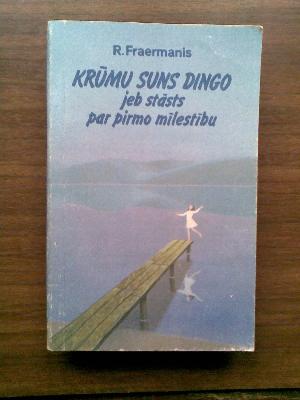 R.Fraermanis
KRŪMU SUNS DINGO
jeb stāsts
par pirmo mīlestību